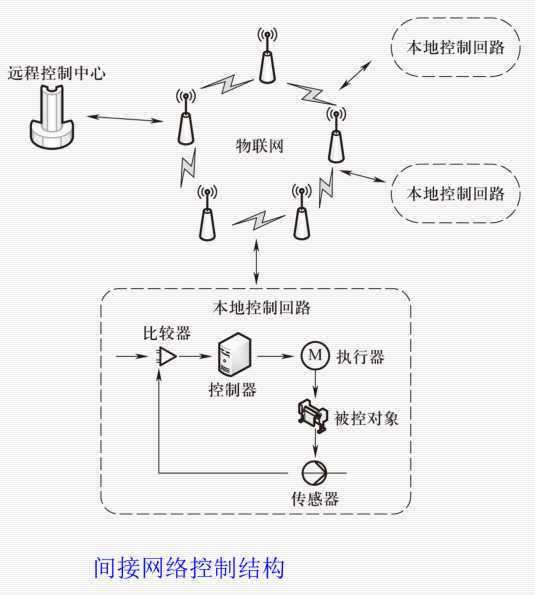 本地控制回路
远程控制中心
物联网
本地控制回路
本地控制回路
比较器
M
执行器
控制器
被控对象
传感器
间接网络控制结构